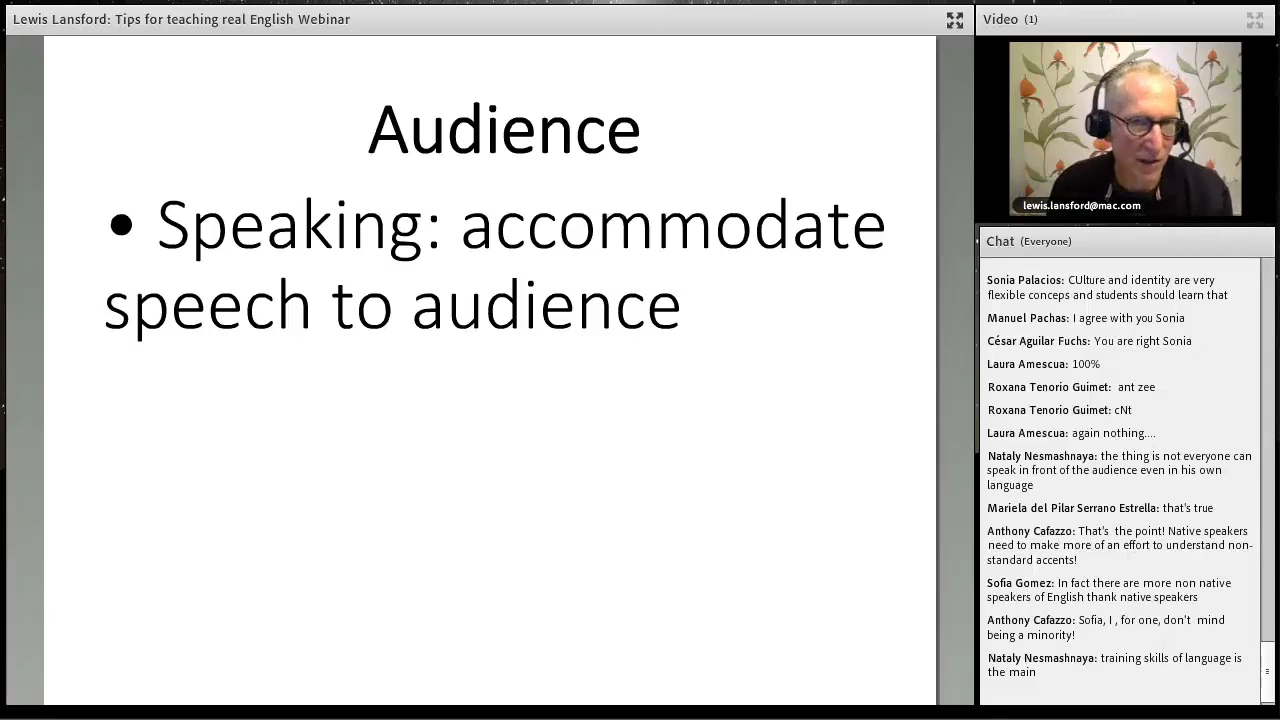 Lewis Lansford: Tips for teaching real English Webinar
Audience
• Speaking: accommodate
speech to audience
Video (1)
lewis.lansford@mac.com
Chat (Everyone)
Sonia Palacios: CUlture and identity are very
flexible conceps and students should learn that
Manuel Pachas: I agree with you Sonia
César Aguilar Fuchs: You are right Sonia
Laura Amescua: 100%
Roxana Tenorio Guimet: ant zee
Roxana Tenorio Guimet: cNt
Laura Amescua: again nothing....
Nataly Nesmashnaya: the thing is not everyone can
speak in front of the audience even in his own
language
Mariela del Pilar Serrano Estrella: that's true
Anthony Cafazzo: That's the point! Native speakers
need to make more of an effort to understand non-
standard accents!
Sofia Gomez: In fact there are more non native
speakers of English thank native speakers
Anthony Cafazzo: Sofia, I , for one, don't mind
being a minority!
Nataly Nesmashnaya: training skills of language is
the main